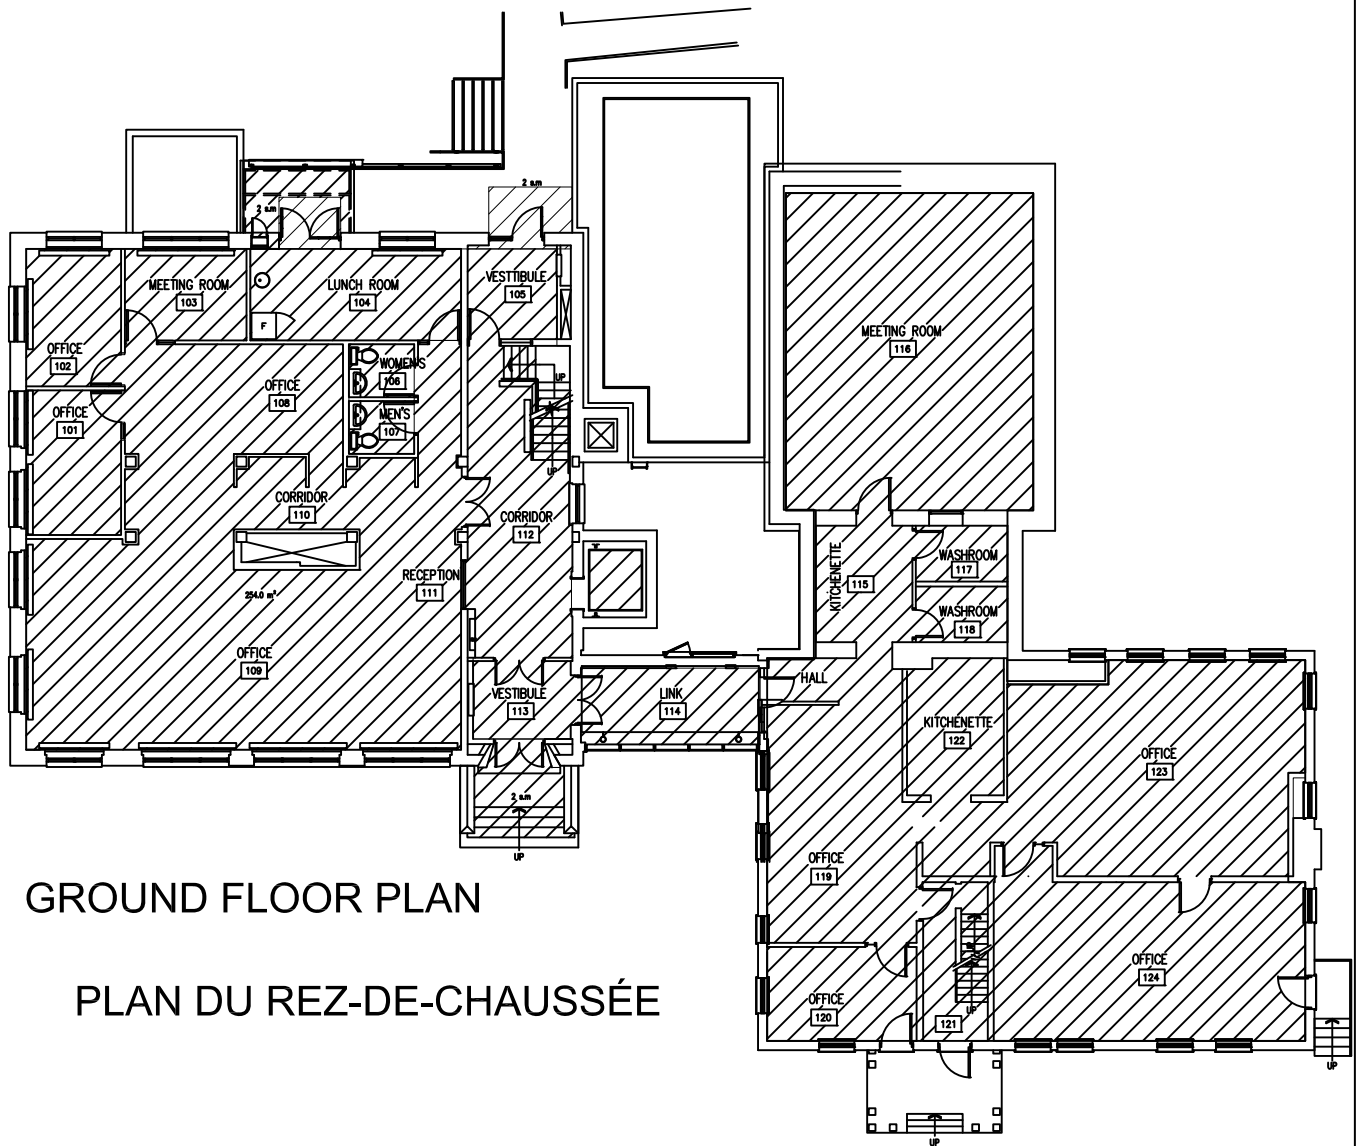 2 s.m
2 s.m
MEETING ROOM
103
LUNCH ROOM
104
VESTTIBULE
105
F
OFFICE
102
WOMEN'S
106
UP
OFFICE
108
OFFICE
101
MEN'S
107
UP
MEETING ROOM
116
CORRIDOR
110
CORRIDOR
112
RECEPTION
111
254.0 m²
KITCHENETTE
115
WASHROOM
117
WASHROOM
118
OFFICE
109
VESTIBULE
113
LINK
114
HALL
KITCHENETTE
122
OFFICE
123
2 s.m
UP
OFFICE
119
GROUND FLOOR PLAN
OFFICE
124
PLAN DU REZ-DE-CHAUSSÉE
OFFICE
120
121
UP
UP
UP